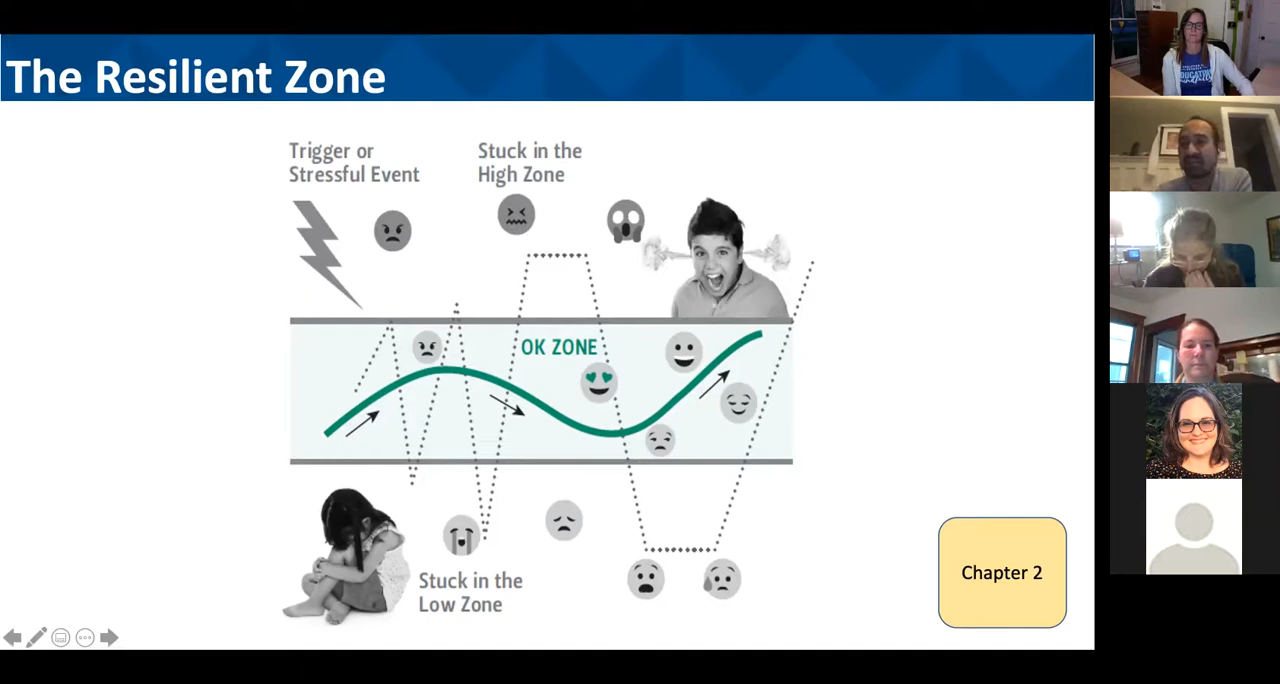 The Resilient Zone
Trigger or
Stressful Event
Stuck in the
High Zone
OK ZONE
Stuck in the
Low Zone
Chapter 2